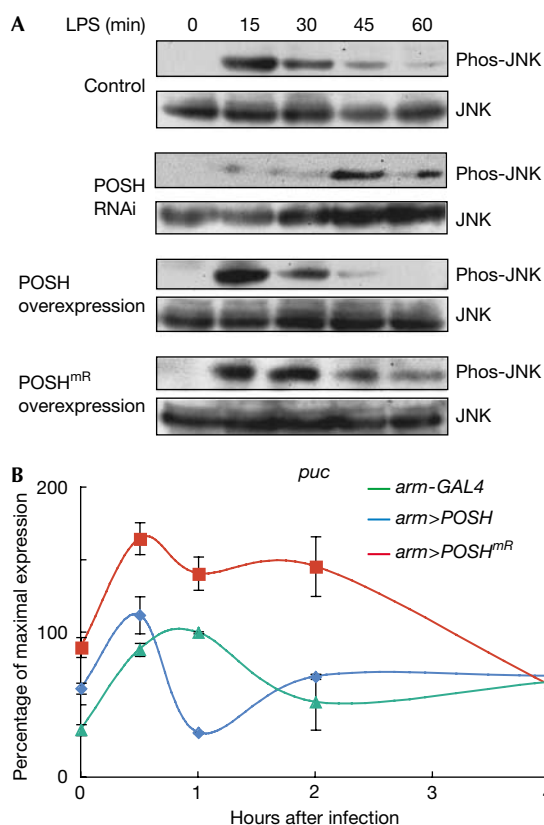 A
LPS (min) 0 15 30 45 60
Control
Phos-JNK
JNK
POSH
RNAi
Phos-JNK
JNK
POSH
overexpression
Phos-JNK
JNK
POSHmR
overexpression
Phos-JNK
JNK
B
puc
200
100
0
Percentage of maximal expression
arm-GAL4
arm>POSH
arm>POSHmR
0 1 2 3
Hours after infection